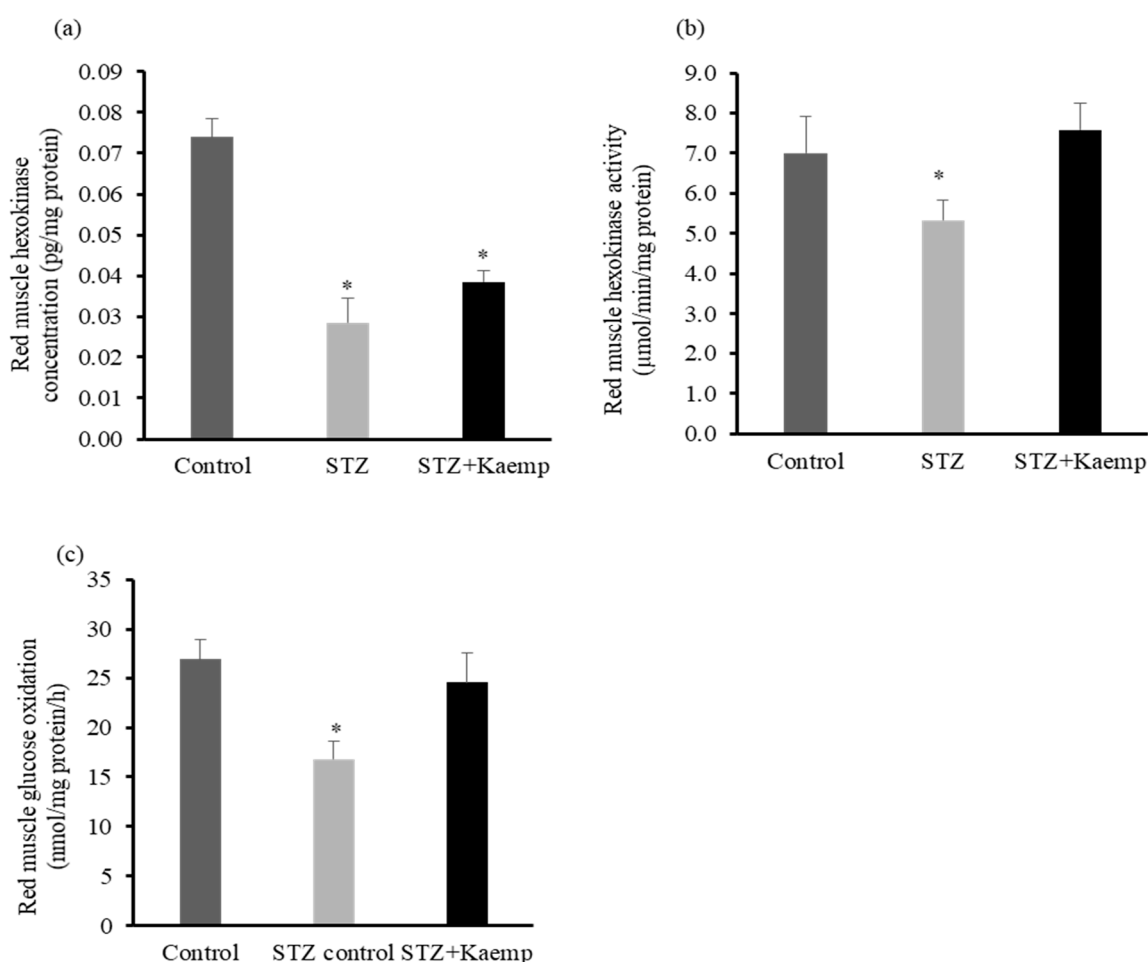 (a)
Red muscle hexokinase
concentration (pg/mg protein)
0.09
0.08
0.07
0.06
0.05
0.04
0.03
0.02
0.01
0.00
*
*
Control
STZ
STZ+Kaemp
(b)
Red muscle hexokinase activity
(µmol/min/mg protein)
9.0
8.0
7.0
6.0
5.0
4.0
3.0
2.0
1.0
0.0
*
Control
STZ
STZ+Kaemp
(c)
Red muscle glucose oxidation
(nmol/mg protein/h)
35
30
25
20
15
10
5
0
*
Control
STZ control
STZ+Kaemp